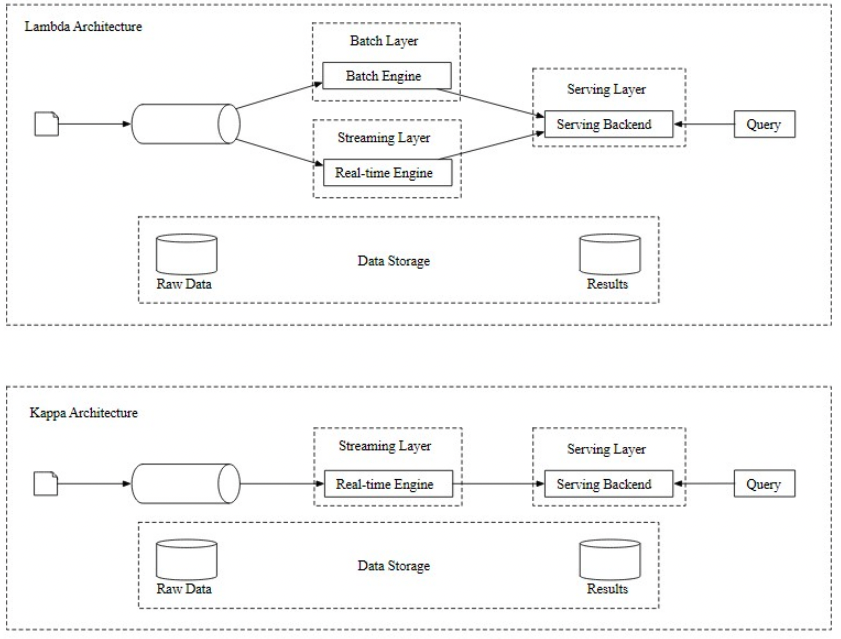 Lambda Architecture
Batch Layer
Batch Engine
Serving Layer
Serving Backend
Query
Streaming Layer
Real-time Engine
Data Storage
Raw Data
Results
Kappa Architecture
Streaming Layer
Real-time Engine
Serving Layer
Serving Backend
Query
Data Storage
Raw Data
Results